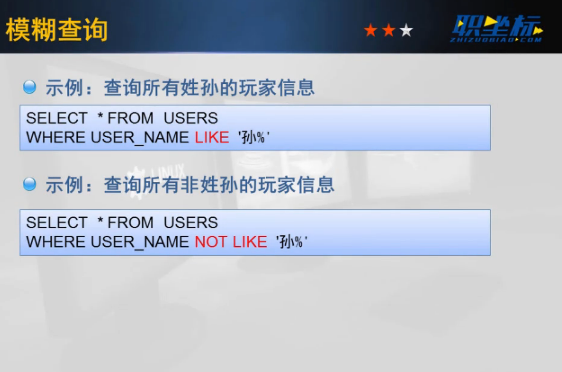 模糊查询
职坐标
ZHIZUOBIAO.COM
示例：查询所有姓孙的玩家信息
SELECT * FROM USERS
WHERE USER_NAME LIKE '孙%'
示例：查询所有非姓孙的玩家信息
SELECT * FROM USERS
WHERE USER_NAME NOT LIKE '孙%'